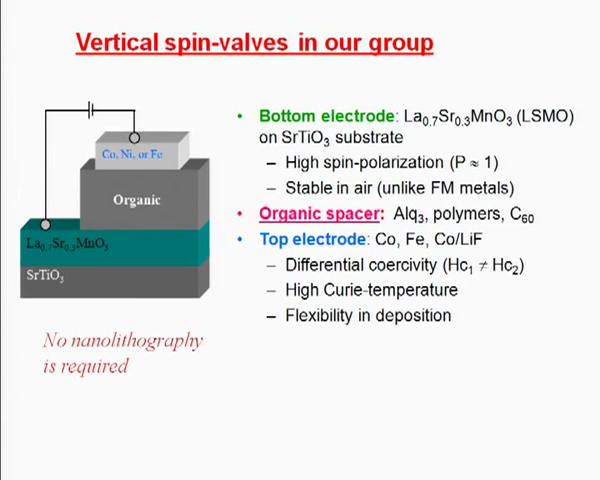 Vertical spin-valves in our group
Co, Ni, or Fe
Organic
La0.7Sr0.3MnO3
SrTiO3
No nanolithography
is required
• Bottom electrode: La0.7Sr0.3MnO3 (LSMO)
on SrTiO3 substrate
– High spin-polarization (P ≈ 1)
– Stable in air (unlike FM metals)
• Organic spacer: Alq3, polymers, C60
• Top electrode: Co, Fe, Co/LiF
– Differential coercivity (Hc1 ≠ Hc2)
– High Curie-temperature
– Flexibility in deposition